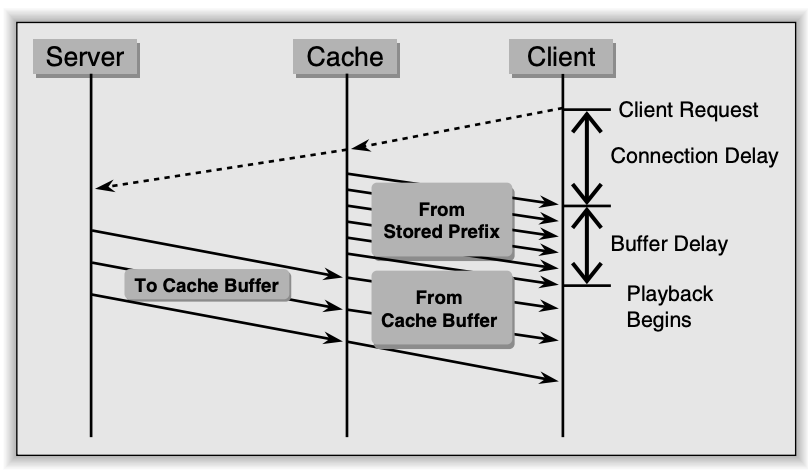 Server
Cache
Client
Client Request
Connection Delay
From
Stored Prefix
Buffer Delay
To Cache Buffer
From
Cache Buffer
Playback
Begins